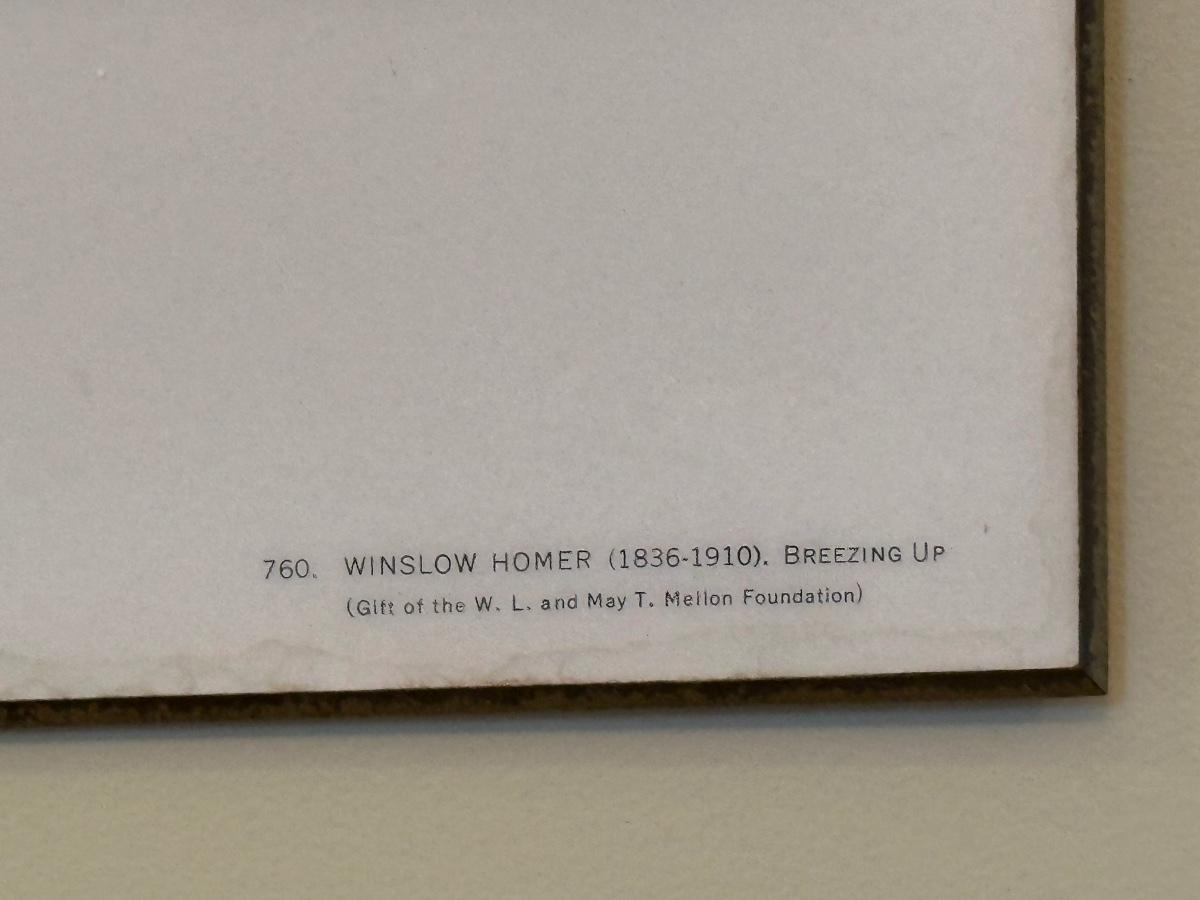 760. WINSLOW HOMER (1836-1910). BREEZING UP
(Gift of the W. L. and May T. Mellon Foundation)